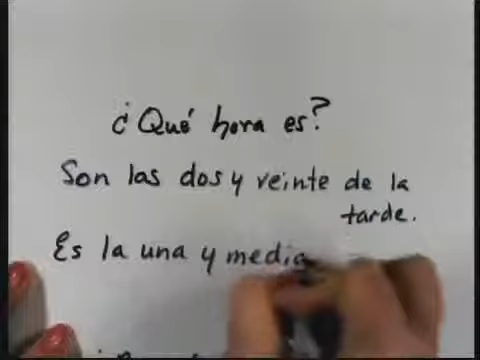 ¿Qué hora es?
Son las dos y veinte de la
tarde.
Es la una y media